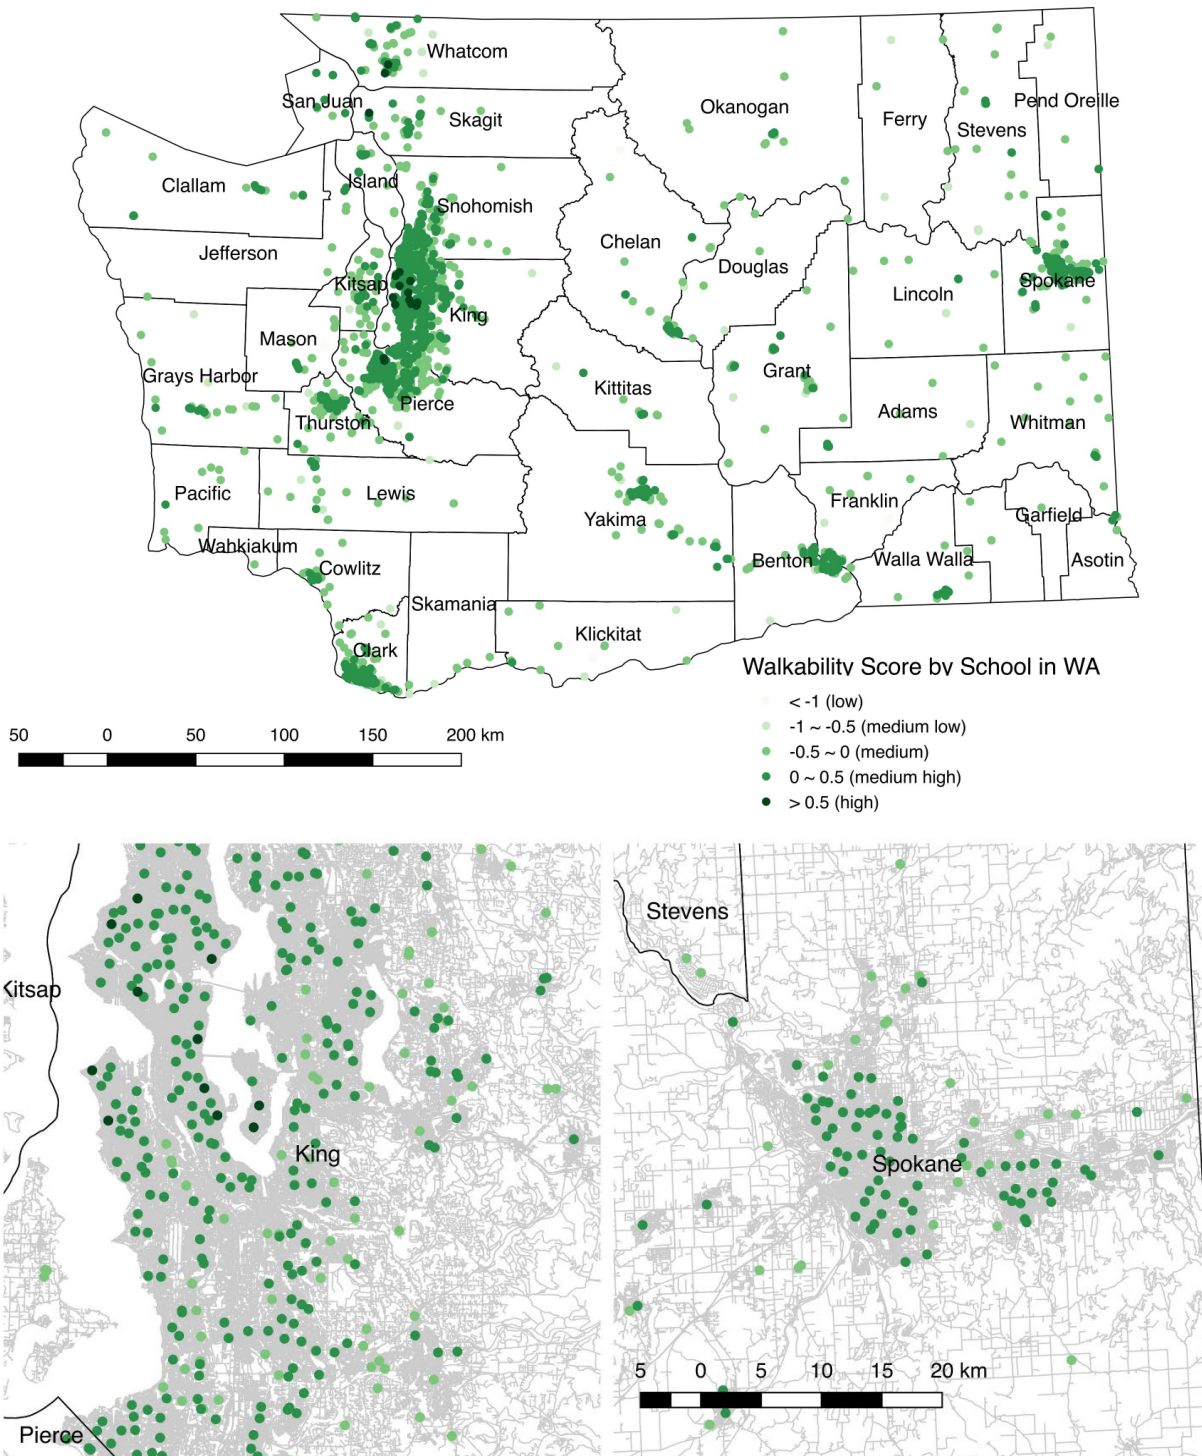 Whatcom
San Juan
Skagit
Okanogan
Ferry
Stevens
Pend Oreille
Clallam
Island
Snohomish
Jefferson
Chelan
Douglas
Kitsap
King
Lincoln
Spokane
Mason
Grays Harbor
Kittitas
Grant
Pierce
Thurston
Adams
Whitman
Pacific
Lewis
Yakima
Franklin
Garfield
Wahkiakum
Cowlitz
Benton
Walla Walla
Asotin
Skamania
Klickitat
Clark
Walkability Score by School in WA
< -1 (low)
-1 ~ -0.5 (medium low)
-0.5 ~ 0 (medium)
0 ~ 0.5 (medium high)
> 0.5 (high)
50 0 50 100 150 200 km
Kitsap
King
Pierce
Stevens
Spokane
5 0 5 10 15 20 km